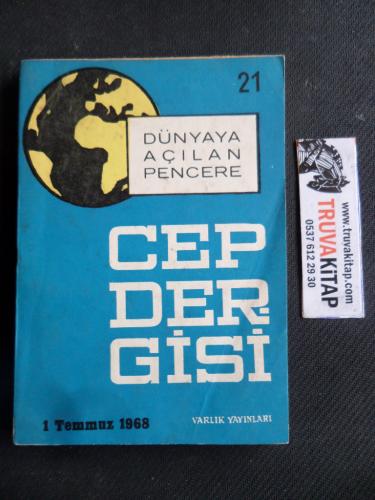 21
DÜNYAYA
AÇILAN
PENCERE
CEP
DER-
GİSİ
1 Temmuz 1968
VARLIK YAYINLARI
www.truvakitap.com
TRUVAKİTAP
0537 612 29 30